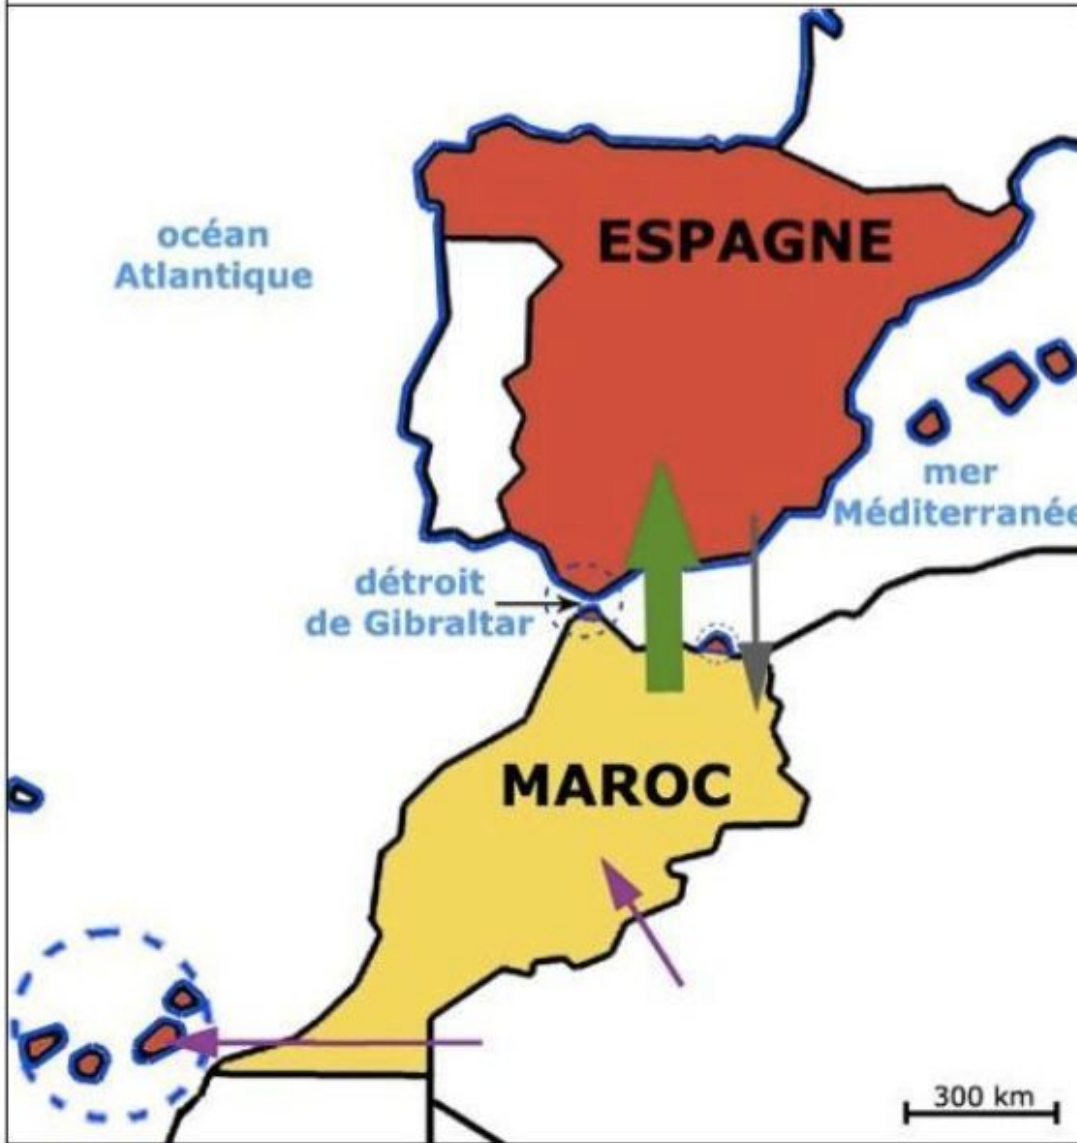 océan
Atlantique
ESPAGNE
mer
Méditerranée
détroit
de Gibraltar
MAROC
300 km